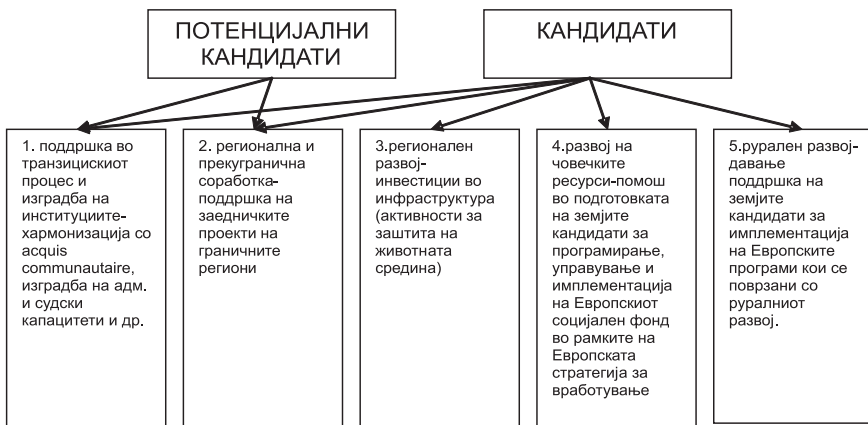 ПОТЕНЦИЈАЛНИ
КАНДИДАТИ
КАНДИДАТИ
1. поддршка во
транзицискиот
процес и
изградба на
институциите-
хармонизација со
acquis
communautaire,
изградба на адм.
и судски
капацитети и др.
2. регионална и
прекугранична
соработка-
поддршка на
заедничките
проекти на
граничните
региони
3.регионален
развој-
инвестиции во
инфраструктура
(активности за
заштита на
животната
средина)
4.развој на
човечките
ресурси-помош
во подготовката
на земјите
кандидати за
програмирање,
управување и
имплементација
на Европскиот
социјален фонд
во рамките на
Европската
стратегија за
вработување
5.рурален развој-
давање
поддршка на
земјите
кандидати за
имплементација
на Европските
програми кои се
поврзани со
руралниот
развој.